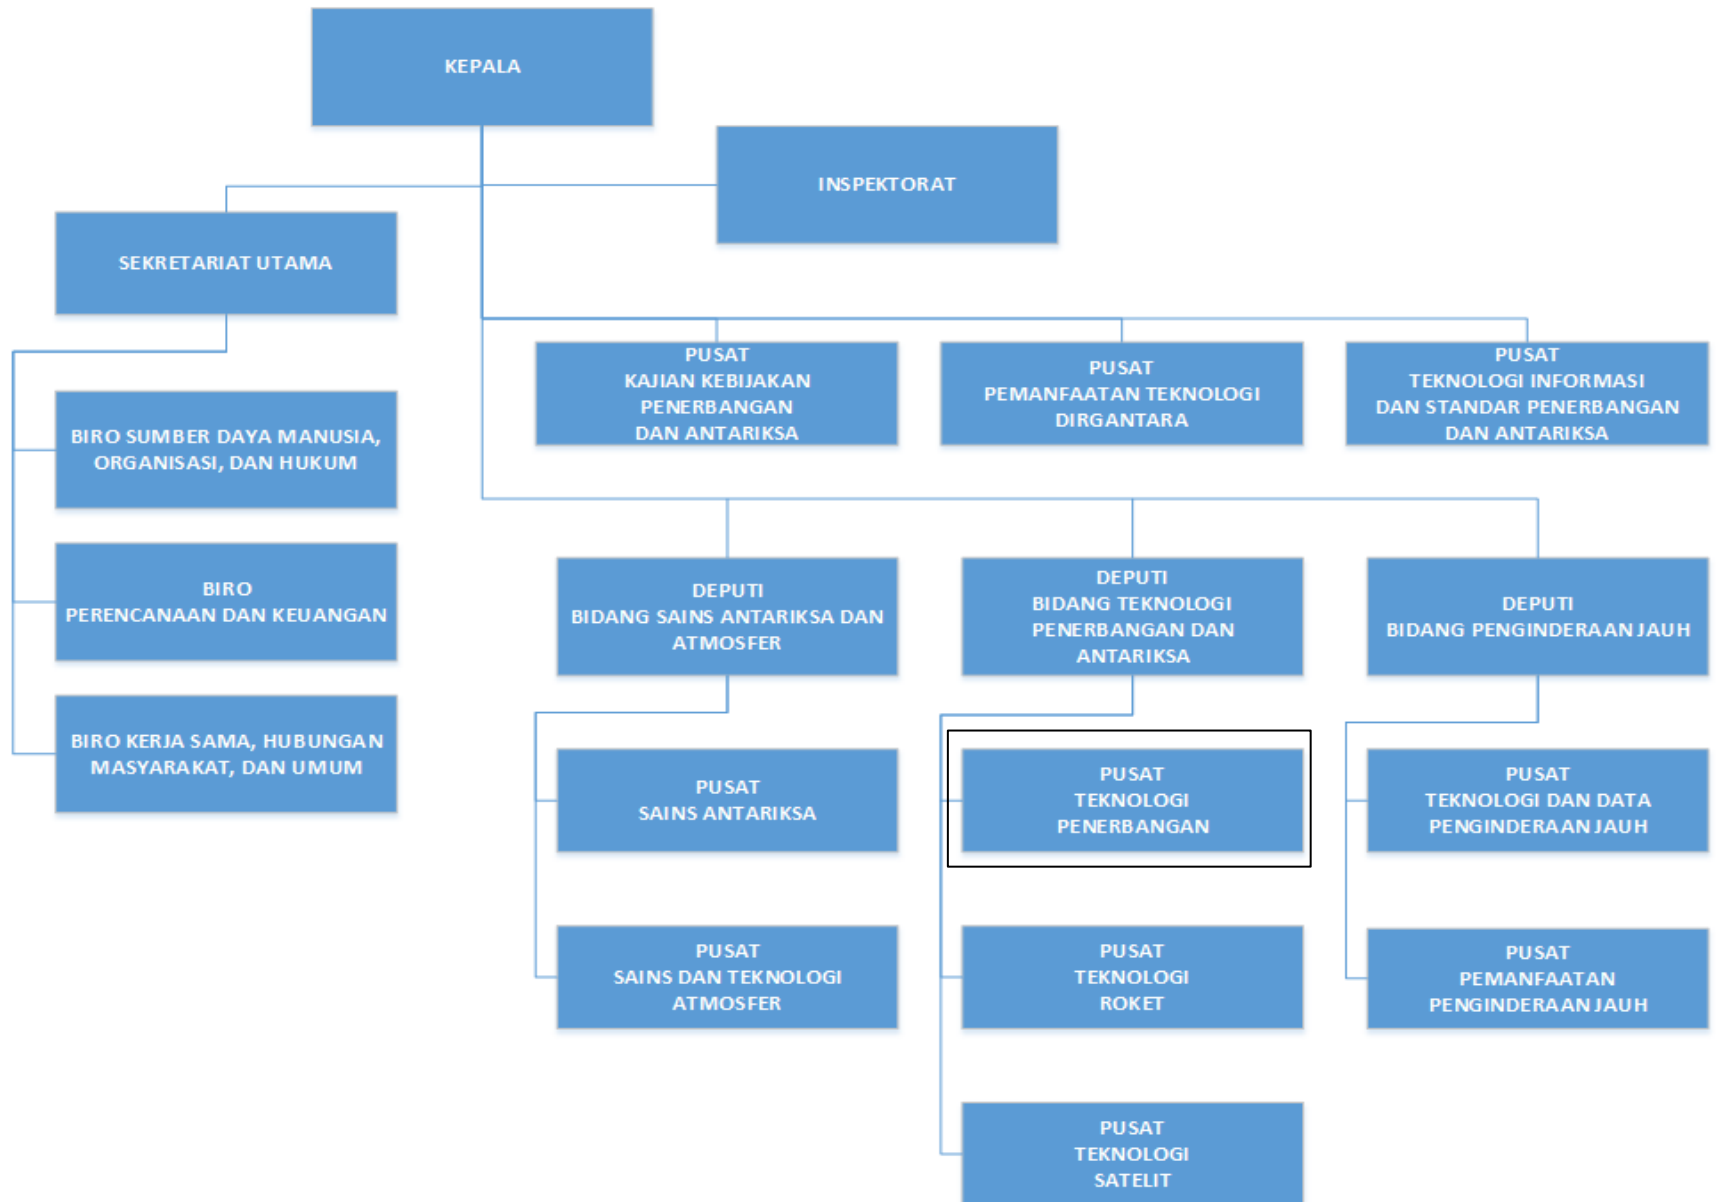 KEPALA
INSPEKTORAT
SEKRETARIAT UTAMA
BIRO SUMBER DAYA MANUSIA,
ORGANISASI, DAN HUKUM
BIRO
PERENCANAAN DAN KEUANGAN
BIRO KERJA SAMA, HUBUNGAN
MASYARAKAT, DAN UMUM
PUSAT
KAJIAN KEBIJAKAN
PENERBANGAN
DAN ANTARIKSA
PUSAT
PEMANFAATAN TEKNOLOGI
DIRGANTARA
PUSAT
TEKNOLOGI INFORMASI
DAN STANDAR PENERBANGAN
DAN ANTARIKSA
DEPUTI
BIDANG SAINS ANTARIKSA DAN
ATMOSFER
PUSAT
SAINS ANTARIKSA
PUSAT
SAINS DAN TEKNOLOGI
ATMOSFER
DEPUTI
BIDANG TEKNOLOGI
PENERBANGAN DAN
ANTARIKSA
PUSAT
TEKNOLOGI
PENERBANGAN
PUSAT
TEKNOLOGI
ROKET
PUSAT
TEKNOLOGI
SATELIT
DEPUTI
BIDANG PENGINDERAAN JAUH
PUSAT
TEKNOLOGI DAN DATA
PENGINDERAAN JAUH
PUSAT
PEMANFAATAN
PENGINDERAAN JAUH